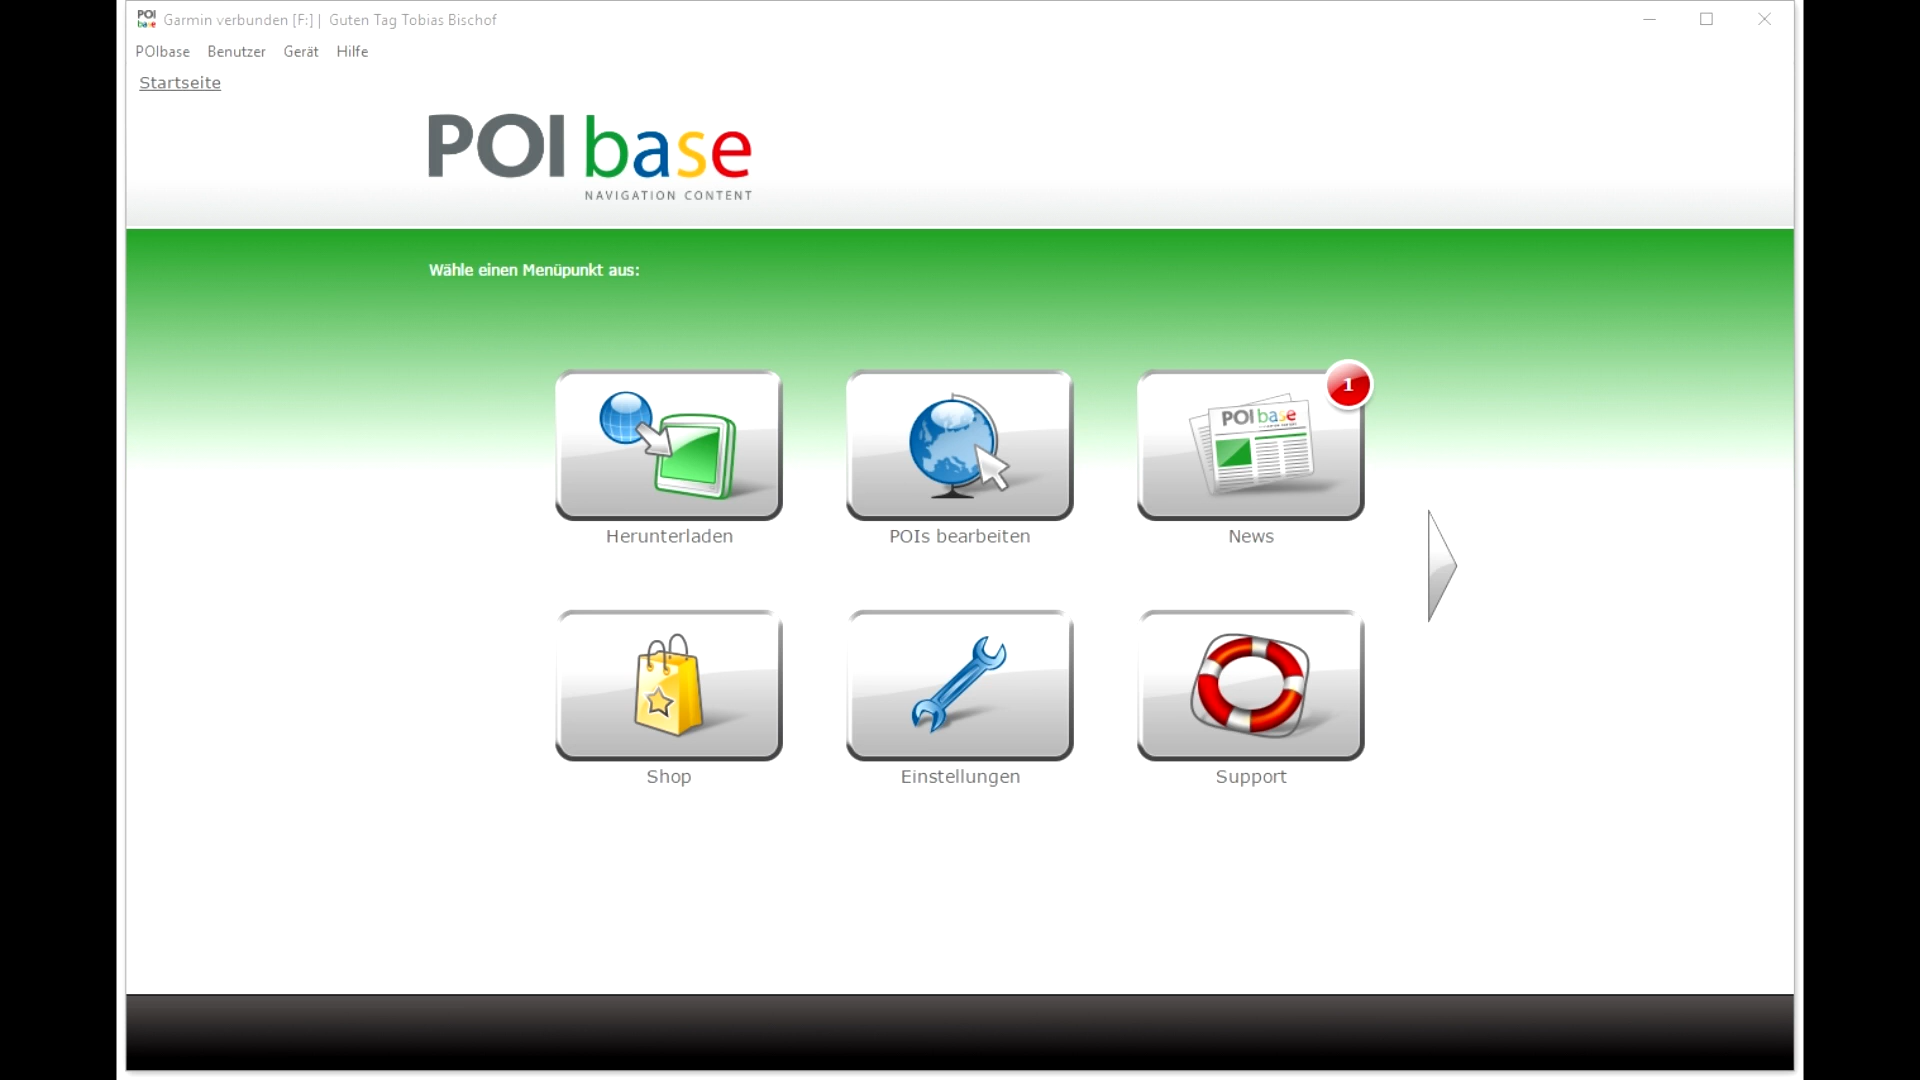 Garmin verbunden [F:] | Guten Tag Tobias Bischof
POIbase Benutzer Gerät Hilfe
Startseite
POI base
NAVIGATION CONTENT
Wähle einen Menüpunkt aus:
1
POI base
Herunterladen POIs bearbeiten News
Shop Einstellungen Support